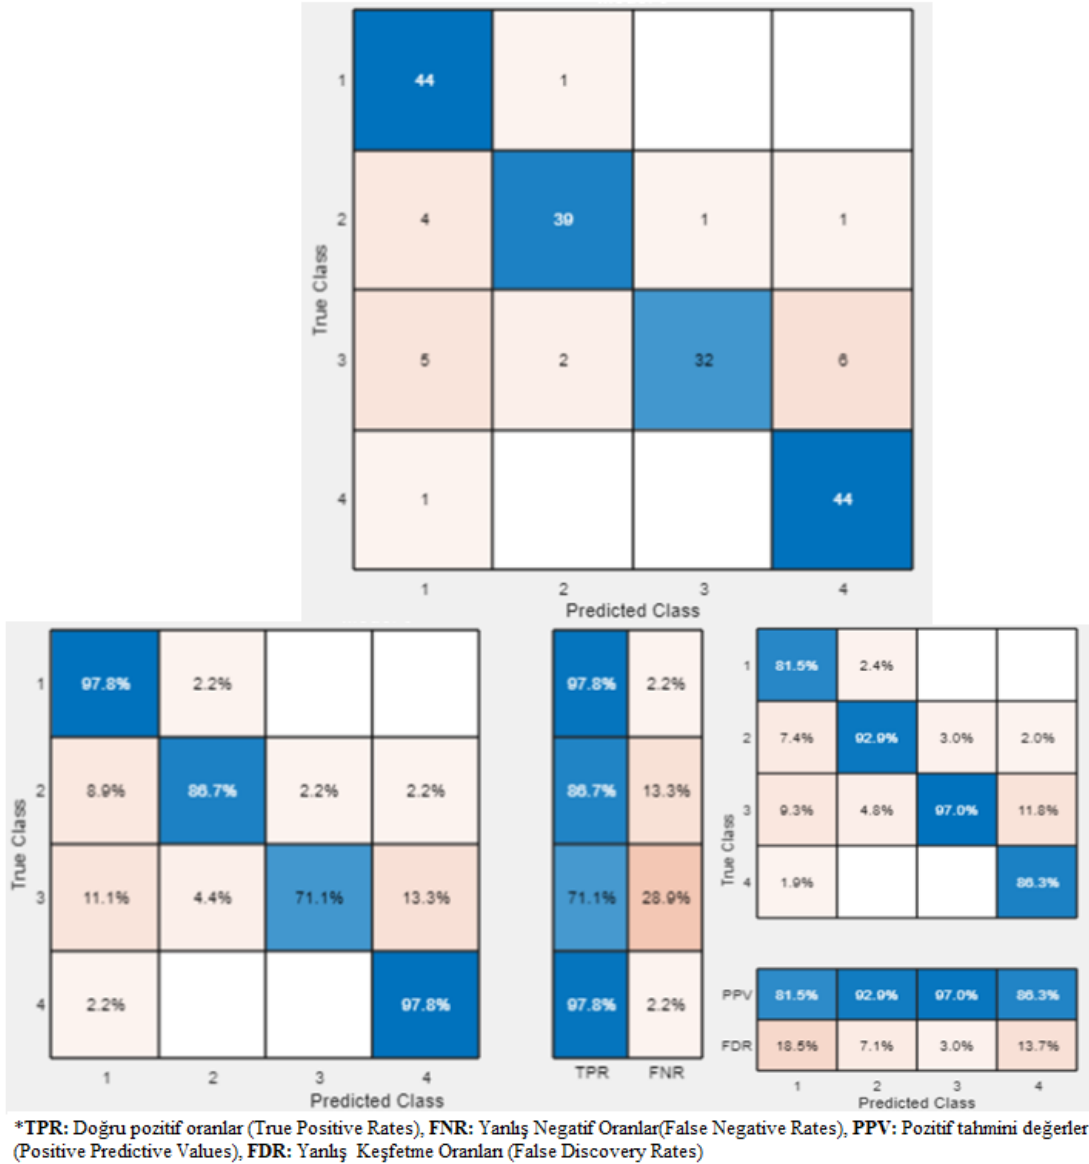 1 44 1
2 4 39 1 1
True Class
3 5 2 32 6
4 1 44
1 2 3 4
Predicted Class
1 97.8% 2.2%
2 8.9% 86.7% 2.2% 2.2%
True Class
3 11.1% 4.4% 71.1% 13.3%
4 2.2% 97.8%
1 2 3 4
Predicted Class
97.8% 2.2%
86.7% 13.3%
71.1% 28.9%
97.8% 2.2%
TPR FNR
1 81.5% 2.4%
2 7.4% 92.9% 3.0% 2.0%
True Class
3 9.3% 4.8% 97.0% 11.8%
4 1.9% 86.3%
PPV 81.5% 92.9% 97.0% 86.3%
FDR 18.5% 7.1% 3.0% 13.7%
1 2 3 4
Predicted Class
*TPR: Doğru pozitif oranlar (True Positive Rates), FNR: Yanlış Negatif Oranlar(False Negative Rates), PPV: Pozitif tahmini değerler
(Positive Predictive Values), FDR: Yanlış Keşfetme Oranları (False Discovery Rates)